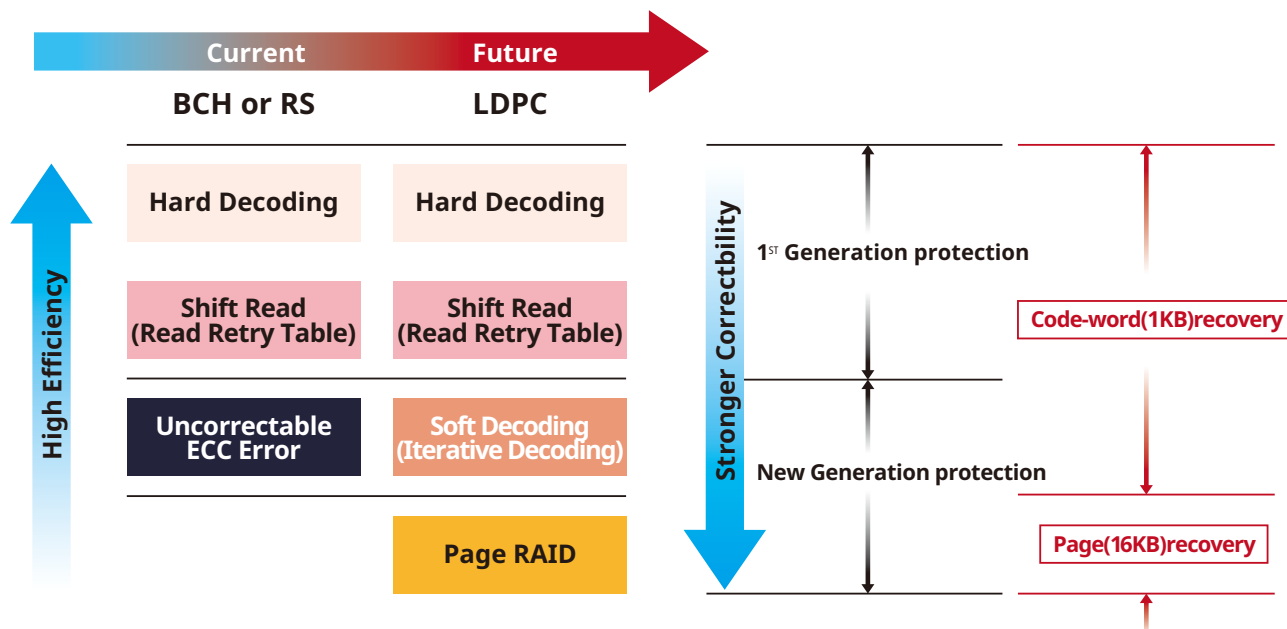 Current
Future
BCH or RS
LDPC
High Efficiency
Hard Decoding
Hard Decoding
Shift Read
(Read Retry Table)
Shift Read
(Read Retry Table)
Uncorrectable
ECC Error
Soft Decoding
(Iterative Decoding)
Page RAID
Stronger Correctbility
1ST Generation protection
New Generation protection
Code-word(1KB)recovery
Page(16KB)recovery